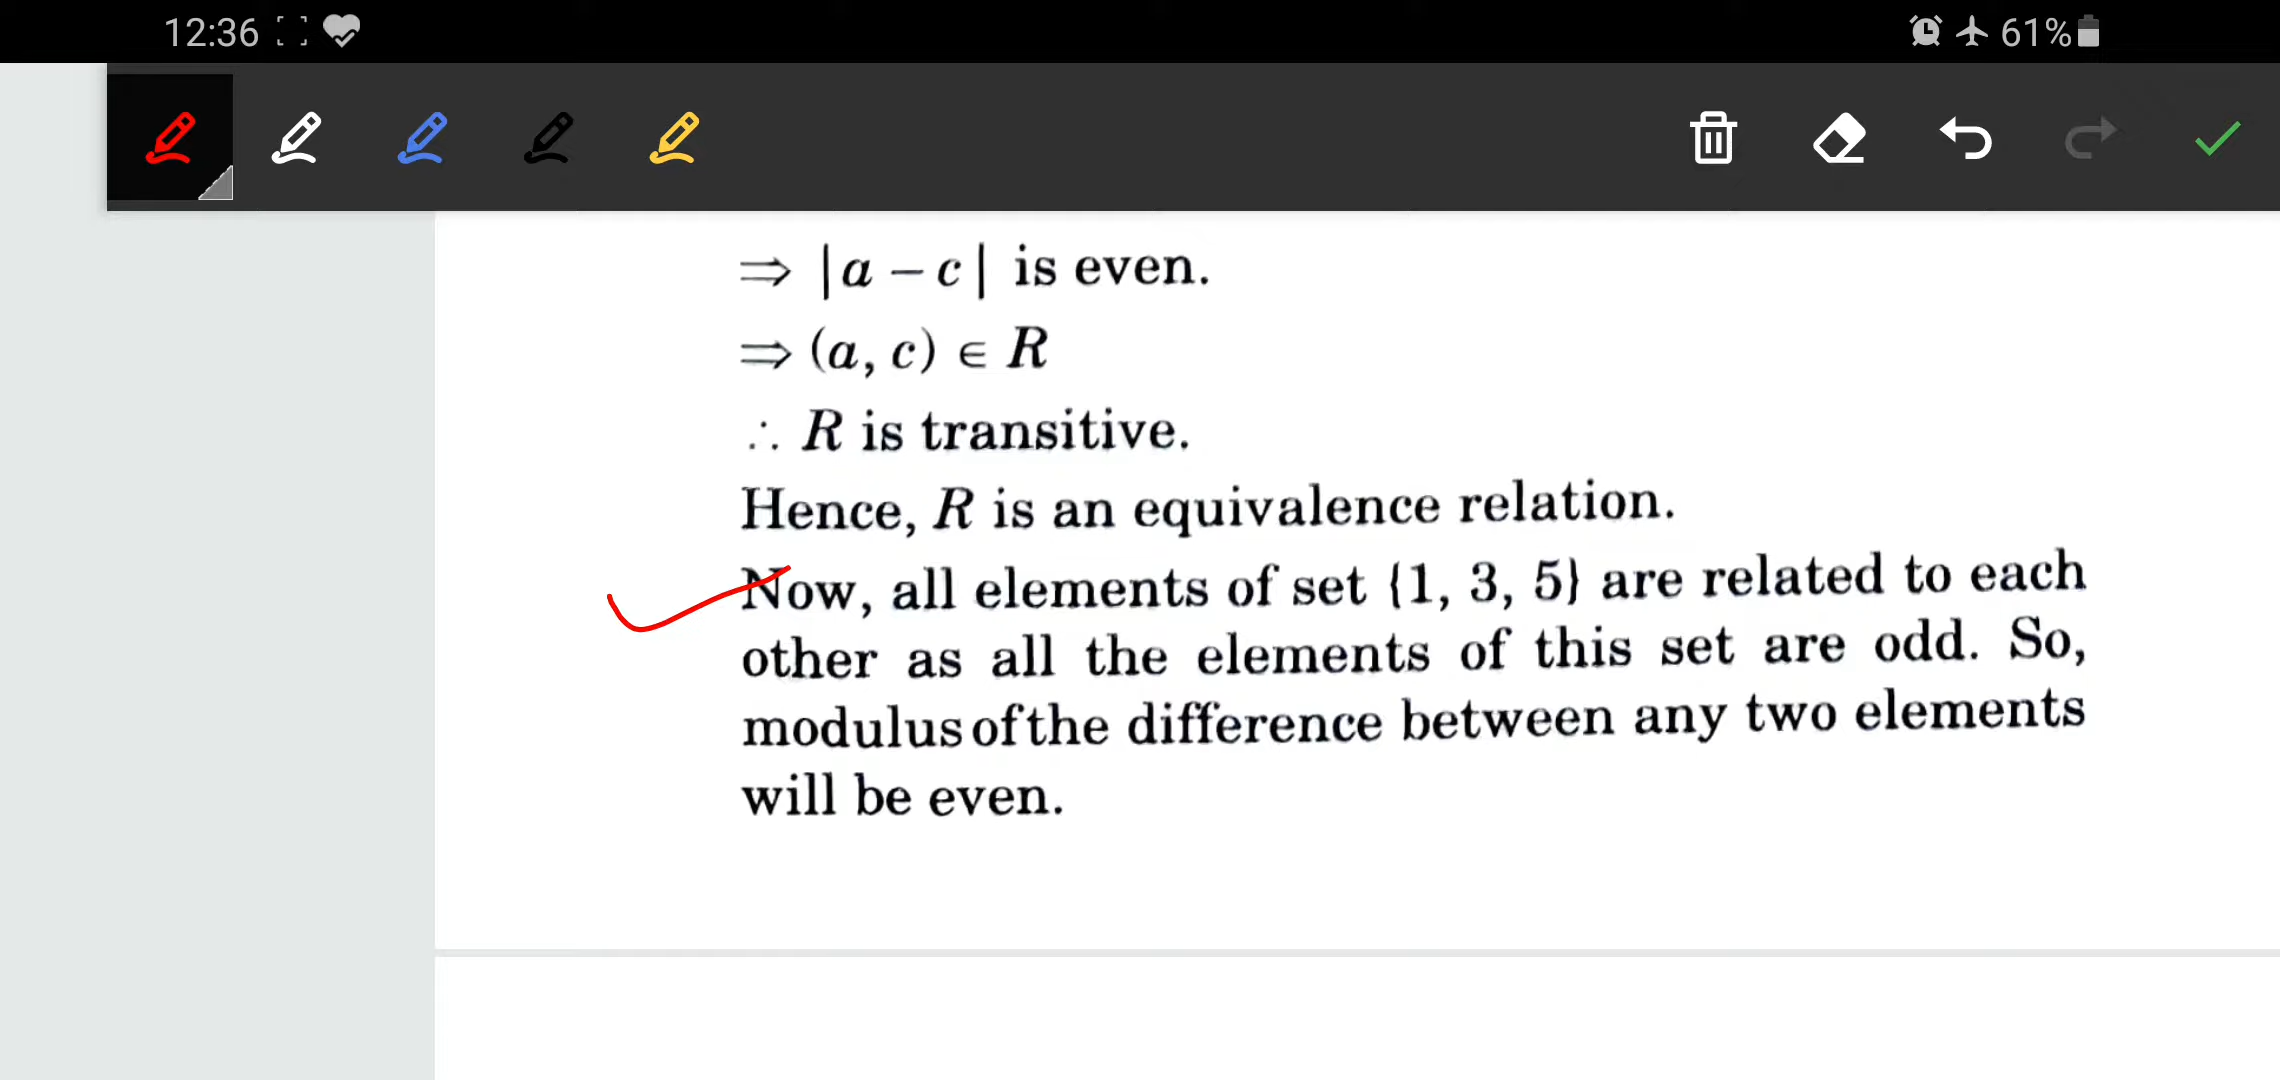 12:36 61%
⇒ |a – c| is even.
⇒ (a, c) ∈ R
∴ R is transitive.
Hence, R is an equivalence relation.
Now, all elements of set {1, 3, 5} are related to each
other as all the elements of this set are odd. So,
modulus of the difference between any two elements
will be even.